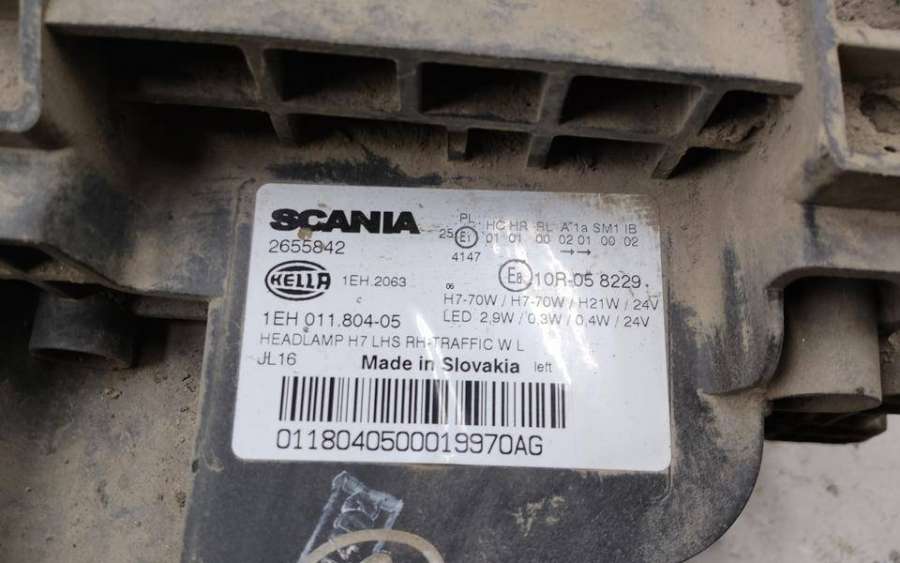 SCANIA
2655842
PL
25 E1 HC HR RL A 1a SM1 IB
01 01 00 02 01 00 02
4147 → →
HELLA 1EH.2063
E8 10R-05 8229
06
H7-70W / H7-70W / H21W / 24V
1EH 011.804-05
LED 2,9W / 0,3W / 0,4W / 24V
HEADLAMP H7 LHS RH-TRAFFIC W L
JL16 Made in Slovakia left
0118040500019970AG